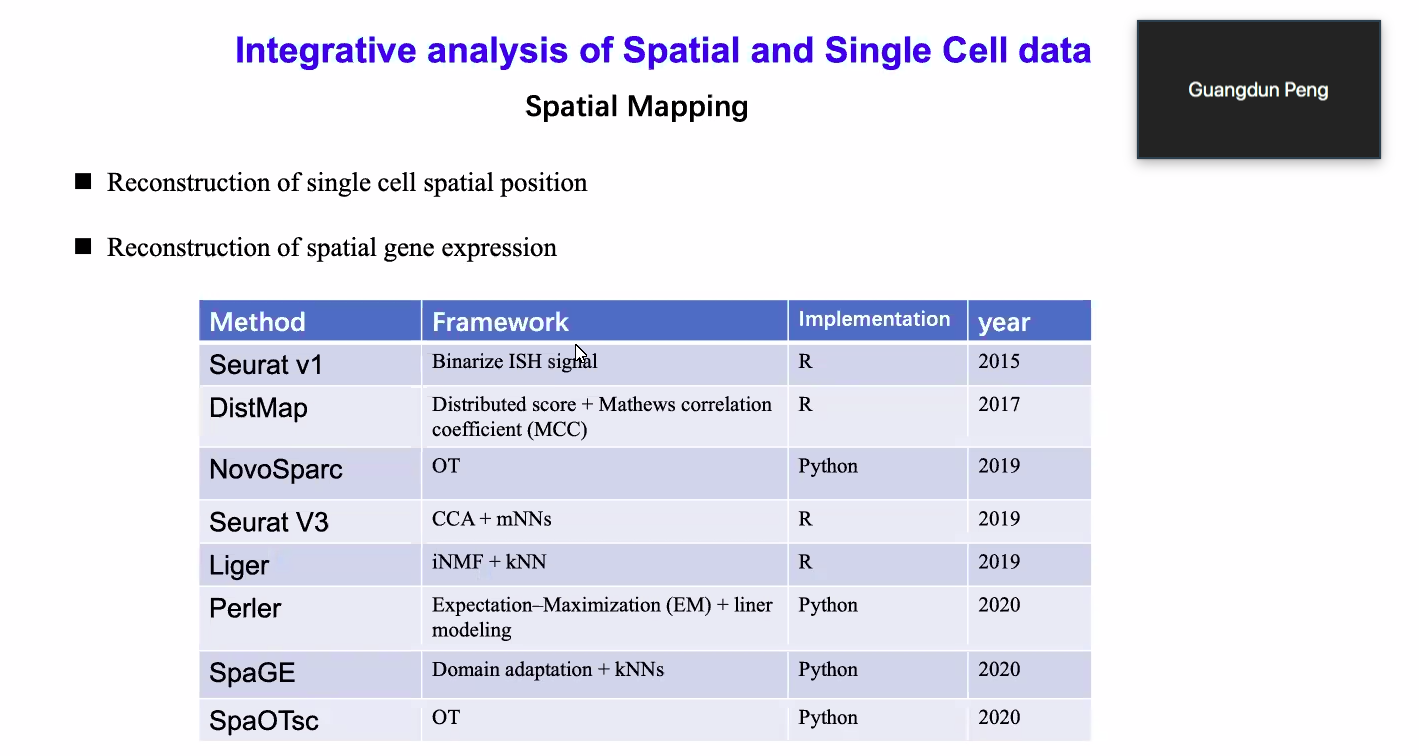 Integrative analysis of Spatial and Single Cell data
Guangdun Peng
Spatial Mapping
Reconstruction of single cell spatial position
Reconstruction of spatial gene expression
Method Framework Implementation year
Seurat v1 Binarize ISH signal R 2015
DistMap Distributed score + Mathews correlation R 2017
coefficient (MCC)
NovoSparc OT Python 2019
Seurat V3 CCA + mNNs R 2019
Liger iNMF + kNN R 2019
Perler Expectation–Maximization (EM) + liner Python 2020
modeling
SpaGE Domain adaptation + kNNs Python 2020
SpaOTsc OT Python 2020